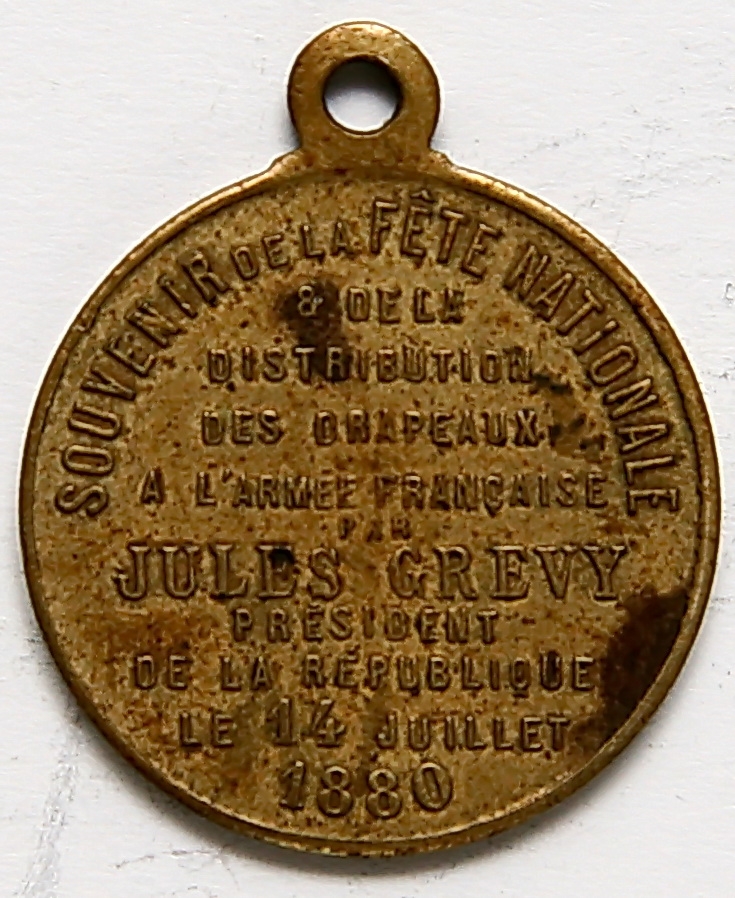 SOUVENIR DE LA FÊTE NATIONALE
& DE LA
DISTRIBUTION
DES DRAPEAUX
A L'ARMÉE FRANÇAISE
PAR
JULES GREVY
PRÉSIDENT
DE LA RÉPUBLIQUE
LE 14 JUILLET
1880